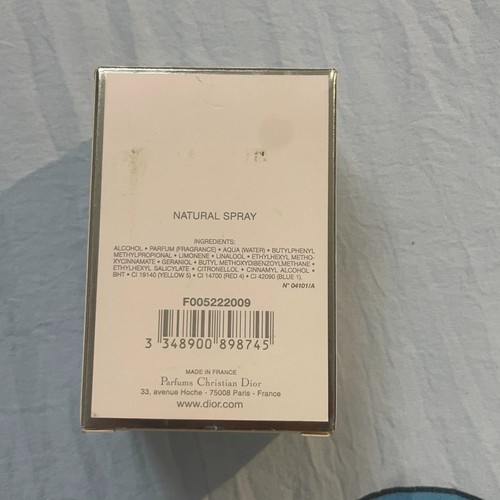 NATURAL SPRAY
INGREDIENTS:
ALCOHOL • PARFUM (FRAGRANCE) • AQUA (WATER) • BUTYLPHENYL
METHYLPROPIONAL • LIMONENE • LINALOOL • ETHYLHEXYL METHO-
XYCINNAMATE • GERANIOL • BUTYL METHOXYDIBENZOYLMETHANE •
ETHYLHEXYL SALICYLATE • CITRONELLOL • CINNAMYL ALCOHOL •
BHT • CI 19140 (YELLOW 5) • CI 14700 (RED 4) • CI 42090 (BLUE 1).
N° 04101/A
F005222009
3 348900 898745
MADE IN FRANCE
Parfums Christian Dior
33, avenue Hoche - 75008 Paris - France
www.dior.com